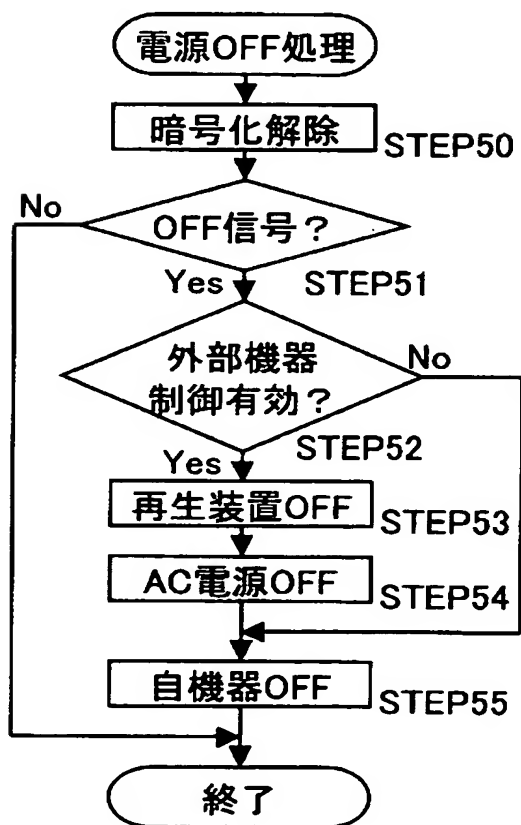 電源OFF処理
暗号化解除
STEP50
No
OFF信号？
Yes
STEP51
外部機器
制御有効？
No
STEP52
Yes
再生装置OFF
STEP53
AC電源OFF
STEP54
自機器OFF
STEP55
終了